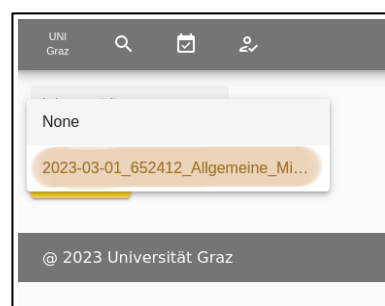 UNI
Graz
None
2023-03-01_652412_Allgemeine_Mi...
@ 2023 Universität Graz